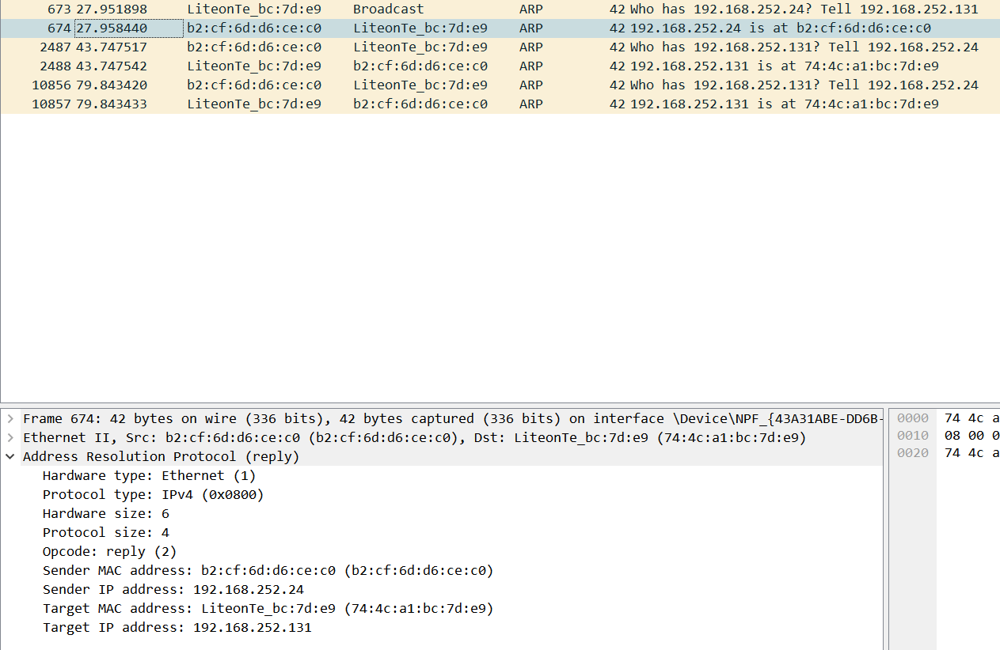 673 27.951898 LiteonTe_bc:7d:e9 Broadcast ARP 42 Who has 192.168.252.24? Tell 192.168.252.131
674 27.958440 b2:cf:6d:d6:ce:c0 LiteonTe_bc:7d:e9 ARP 42 192.168.252.24 is at b2:cf:6d:d6:ce:c0
2487 43.747517 b2:cf:6d:d6:ce:c0 LiteonTe_bc:7d:e9 ARP 42 Who has 192.168.252.131? Tell 192.168.252.24
2488 43.747542 LiteonTe_bc:7d:e9 b2:cf:6d:d6:ce:c0 ARP 42 192.168.252.131 is at 74:4c:a1:bc:7d:e9
10856 79.843420 b2:cf:6d:d6:ce:c0 LiteonTe_bc:7d:e9 ARP 42 Who has 192.168.252.131? Tell 192.168.252.24
10857 79.843433 LiteonTe_bc:7d:e9 b2:cf:6d:d6:ce:c0 ARP 42 192.168.252.131 is at 74:4c:a1:bc:7d:e9
Frame 674: 42 bytes on wire (336 bits), 42 bytes captured (336 bits) on interface \Device\NPF_{43A31ABE-DD6B-
Ethernet II, Src: b2:cf:6d:d6:ce:c0 (b2:cf:6d:d6:ce:c0), Dst: LiteonTe_bc:7d:e9 (74:4c:a1:bc:7d:e9)
Address Resolution Protocol (reply)
Hardware type: Ethernet (1)
Protocol type: IPv4 (0x0800)
Hardware size: 6
Protocol size: 4
Opcode: reply (2)
Sender MAC address: b2:cf:6d:d6:ce:c0 (b2:cf:6d:d6:ce:c0)
Sender IP address: 192.168.252.24
Target MAC address: LiteonTe_bc:7d:e9 (74:4c:a1:bc:7d:e9)
Target IP address: 192.168.252.131
0000 74 4c a
0010 08 00 0
0020 74 4c a